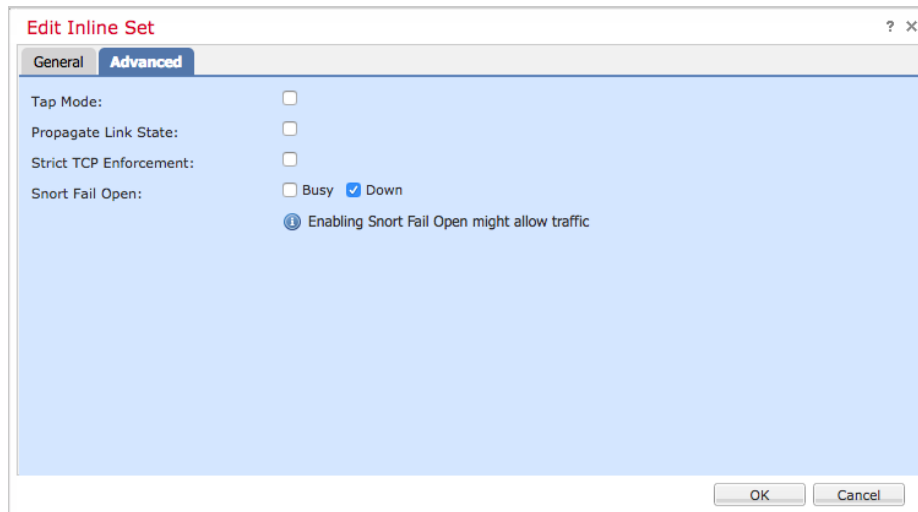 Edit Inline Set ? ×
General Advanced
Tap Mode:
Propagate Link State:
Strict TCP Enforcement:
Snort Fail Open: Busy Down
Enabling Snort Fail Open might allow traffic
OK Cancel